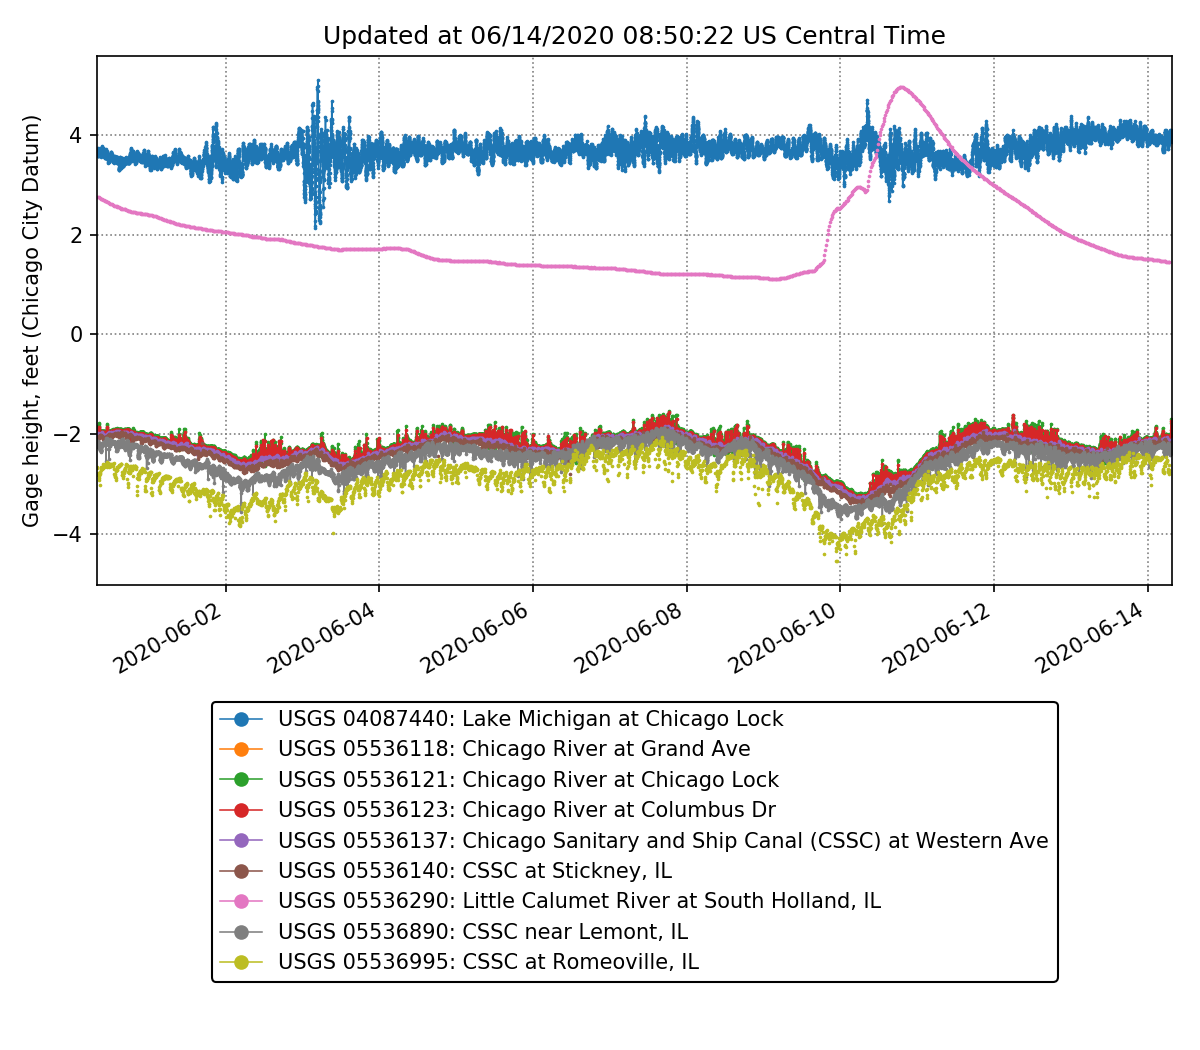 Updated at 06/14/2020 08:50:22 US Central Time
Gage height, feet (Chicago City Datum)
4
2
0
−2
−4
2020-06-02
2020-06-04
2020-06-06
2020-06-08
2020-06-10
2020-06-12
2020-06-14
USGS 04087440: Lake Michigan at Chicago Lock
USGS 05536118: Chicago River at Grand Ave
USGS 05536121: Chicago River at Chicago Lock
USGS 05536123: Chicago River at Columbus Dr
USGS 05536137: Chicago Sanitary and Ship Canal (CSSC) at Western Ave
USGS 05536140: CSSC at Stickney, IL
USGS 05536290: Little Calumet River at South Holland, IL
USGS 05536890: CSSC near Lemont, IL
USGS 05536995: CSSC at Romeoville, IL